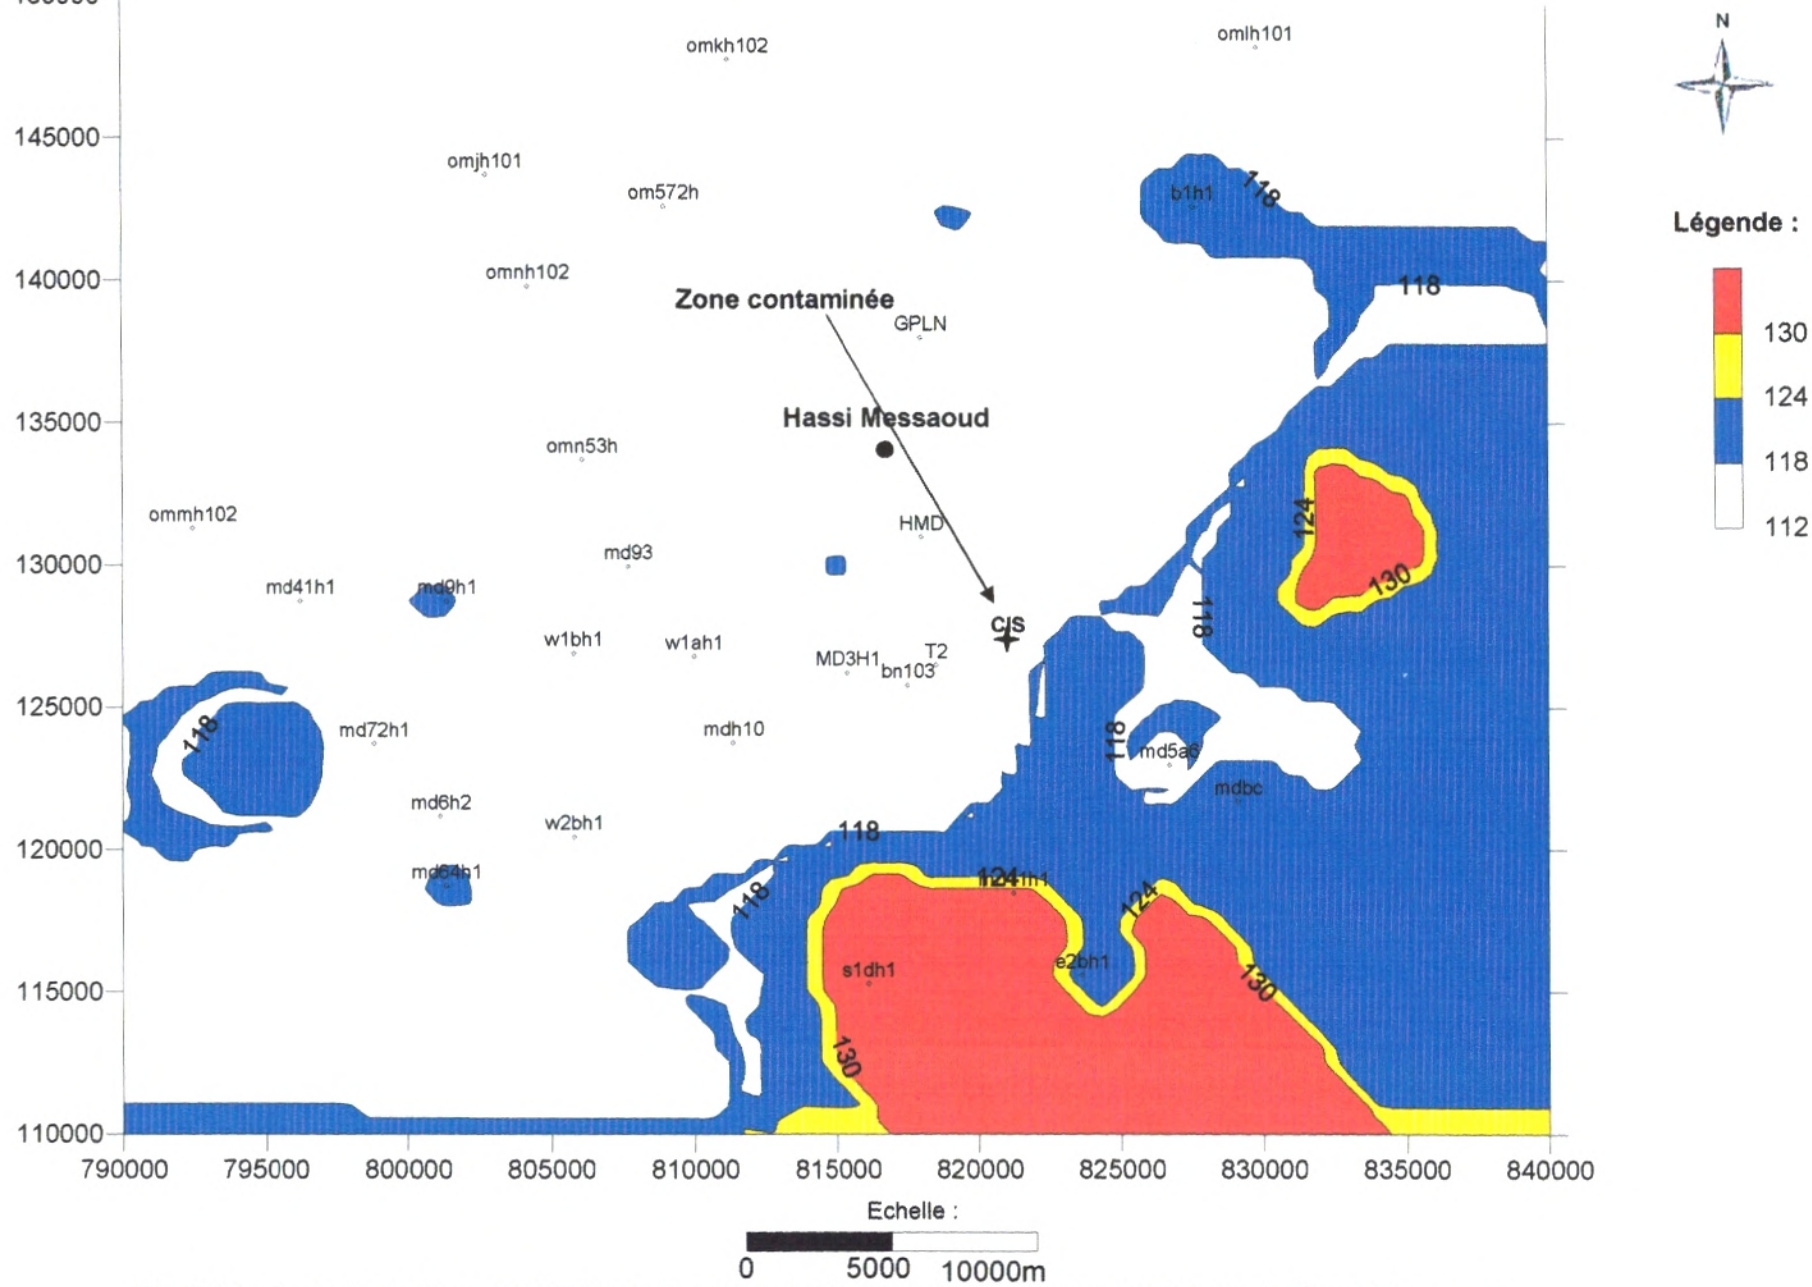 omkh102
omlh101
N
145000
omjh101
om572h
b1h1
118
Légende :
omnh102
140000
118
Zone contaminée
GPLN
130
124
118
112
135000
Hassi Messaoud
omn53h
124
ommh102
HMD
130000
md93
130
md41h1
md9h1
118
CIS
w1bh1
w1ah1
T2
MD3H1
bn103
125000
118
md72h1
mdh10
118
md5a6
mdbc
md6h2
w2bh1
118
120000
md64h1
124
118
124
e2bh1
s1dh1
130
115000
130
110000
790000
795000
800000
805000
810000
815000
820000
825000
830000
835000
840000
Echelle :
0
5000
10000m